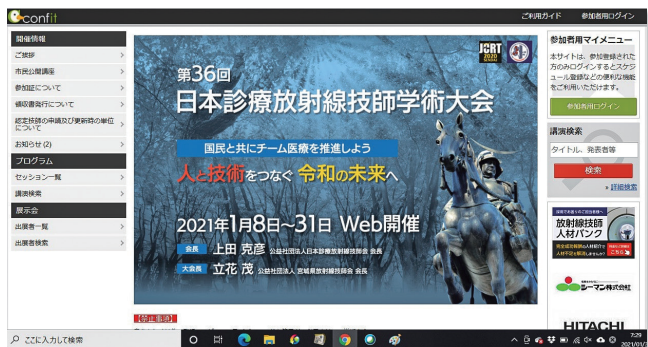 confit
ご利用ガイド
参加者用ログイン
開催情報
ご挨拶
市民公開講座
参加証について
領収書発行について
認定技師の申請及び更新時の単位
について
お知らせ (2)
プログラム
セッション一覧
講演検索
展示会
出展者一覧
出展者検索
JCRT
2020
第36回
日本診療放射線技師学術大会
国民と共にチーム医療を推進しよう
人と技術をつなぐ 令和の未来へ
2021年1月8日~31日 Web開催
会長 上田 克彦 公益社団法人日本診療放射線技師会 会長
大会長 立花 茂 公益社団法人 宮城県放射線技師会 会長
【禁止事項】
参加者用マイメニュー
本サイトは、参加登録された
方のみログインするとスケジ
ュール登録などの便利な機能
をご利用いただけます。
参加者用ログイン
講演検索
タイトル、発表者等
検索
» 詳細検索
放射線技師
人材バンク
こちら
シーマン株式会社
HITACHI
ここに入力して検索
7:29